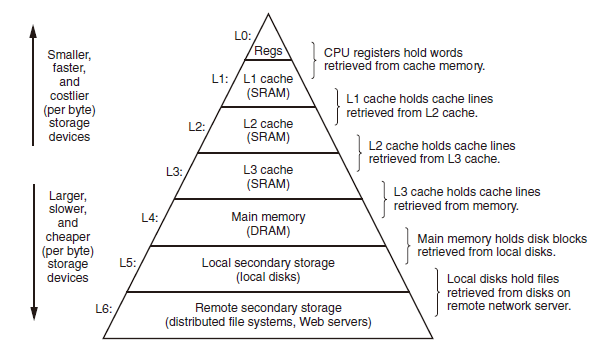 L0:
Regs
CPU registers hold words
retrieved from cache memory.
Smaller,
faster,
and
costlier
(per byte)
storage
devices
L1:
L1 cache
(SRAM)
L1 cache holds cache lines
retrieved from L2 cache.
L2:
L2 cache
(SRAM)
L2 cache holds cache lines
retrieved from L3 cache.
L3:
L3 cache
(SRAM)
L3 cache holds cache lines
retrieved from memory.
Larger,
slower,
and
cheaper
(per byte)
storage
devices
L4:
Main memory
(DRAM)
Main memory holds disk blocks
retrieved from local disks.
L5:
Local secondary storage
(local disks)
Local disks hold files
retrieved from disks on
remote network server.
L6:
Remote secondary storage
(distributed file systems, Web servers)